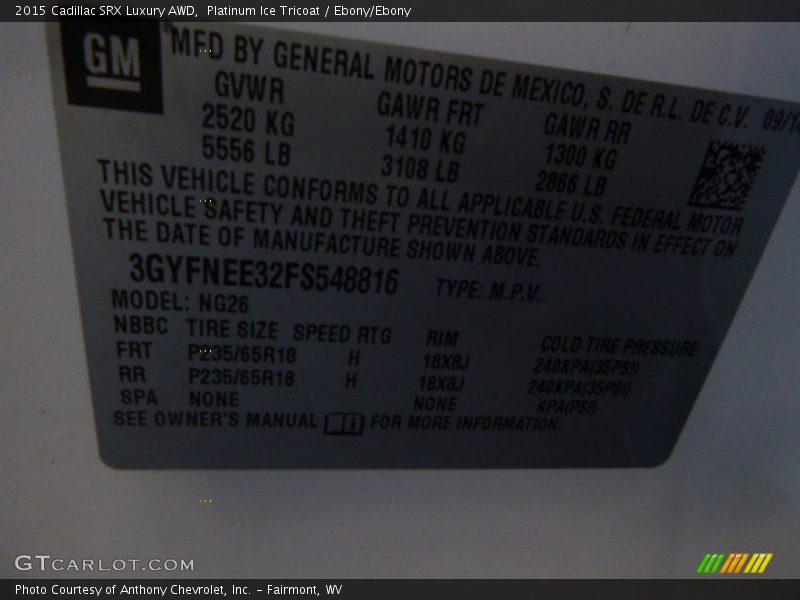 2015 Cadillac SRX Luxury AWD, Platinum Ice Tricoat / Ebony/Ebony
GM
MFD BY GENERAL MOTORS DE MEXICO, S. DE R.L. DE C.V. 09/14
GVWR GAWR FRT GAWR RR
2520 KG 1410 KG 1300 KG
5556 LB 3108 LB 2866 LB
THIS VEHICLE CONFORMS TO ALL APPLICABLE U.S. FEDERAL MOTOR
VEHICLE SAFETY AND THEFT PREVENTION STANDARDS IN EFFECT ON
THE DATE OF MANUFACTURE SHOWN ABOVE.
3GYFNEE32FS548816 TYPE: M.P.V.
MODEL: NG26
NBBC TIRE SIZE SPEED RTG RIM COLD TIRE PRESSURE
FRT P235/65R18 H 18X8J 240KPA(35PSI)
RR P235/65R18 H 18X8J 240KPA(35PSI)
SPA NONE NONE KPA(PSI)
SEE OWNER'S MANUAL FOR MORE INFORMATION.
GTCARLOT.COM
Photo Courtesy of Anthony Chevrolet, Inc. – Fairmont, WV